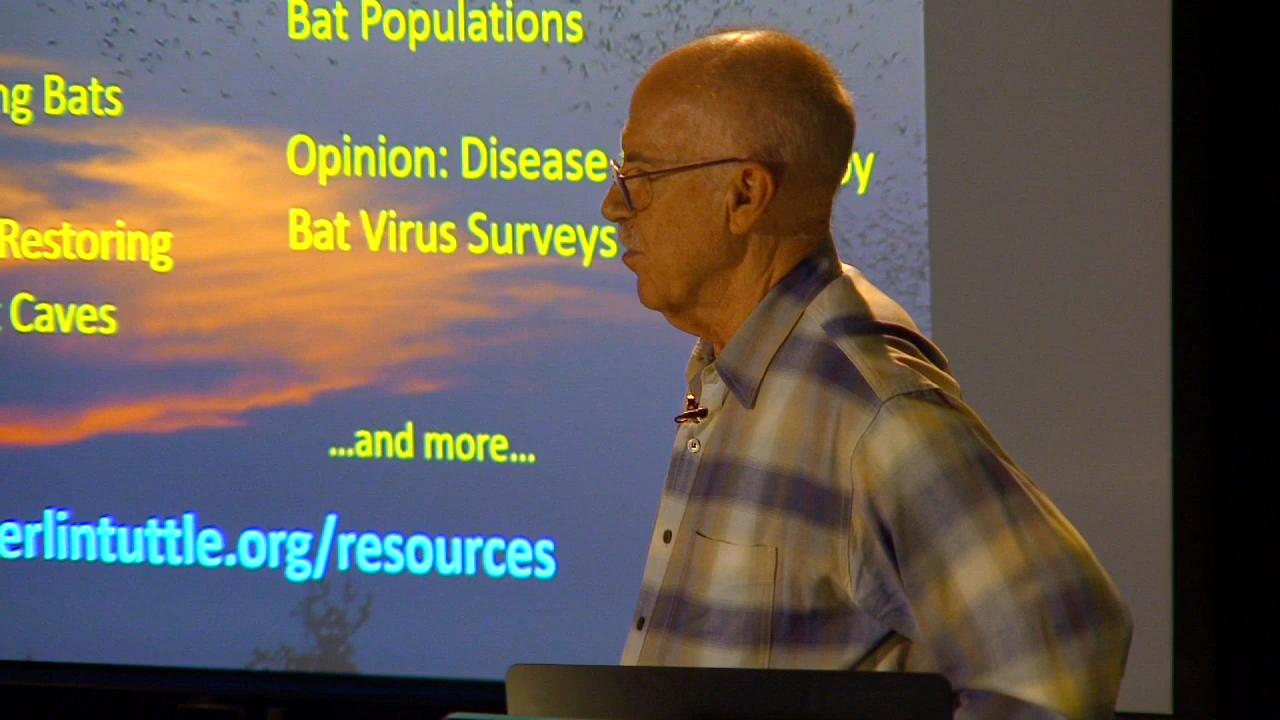 Bat Populations
ng Bats
Opinion: Disease
Bat Virus Surveys
Restoring
Caves
...and more...
erlintuttle.org/resources